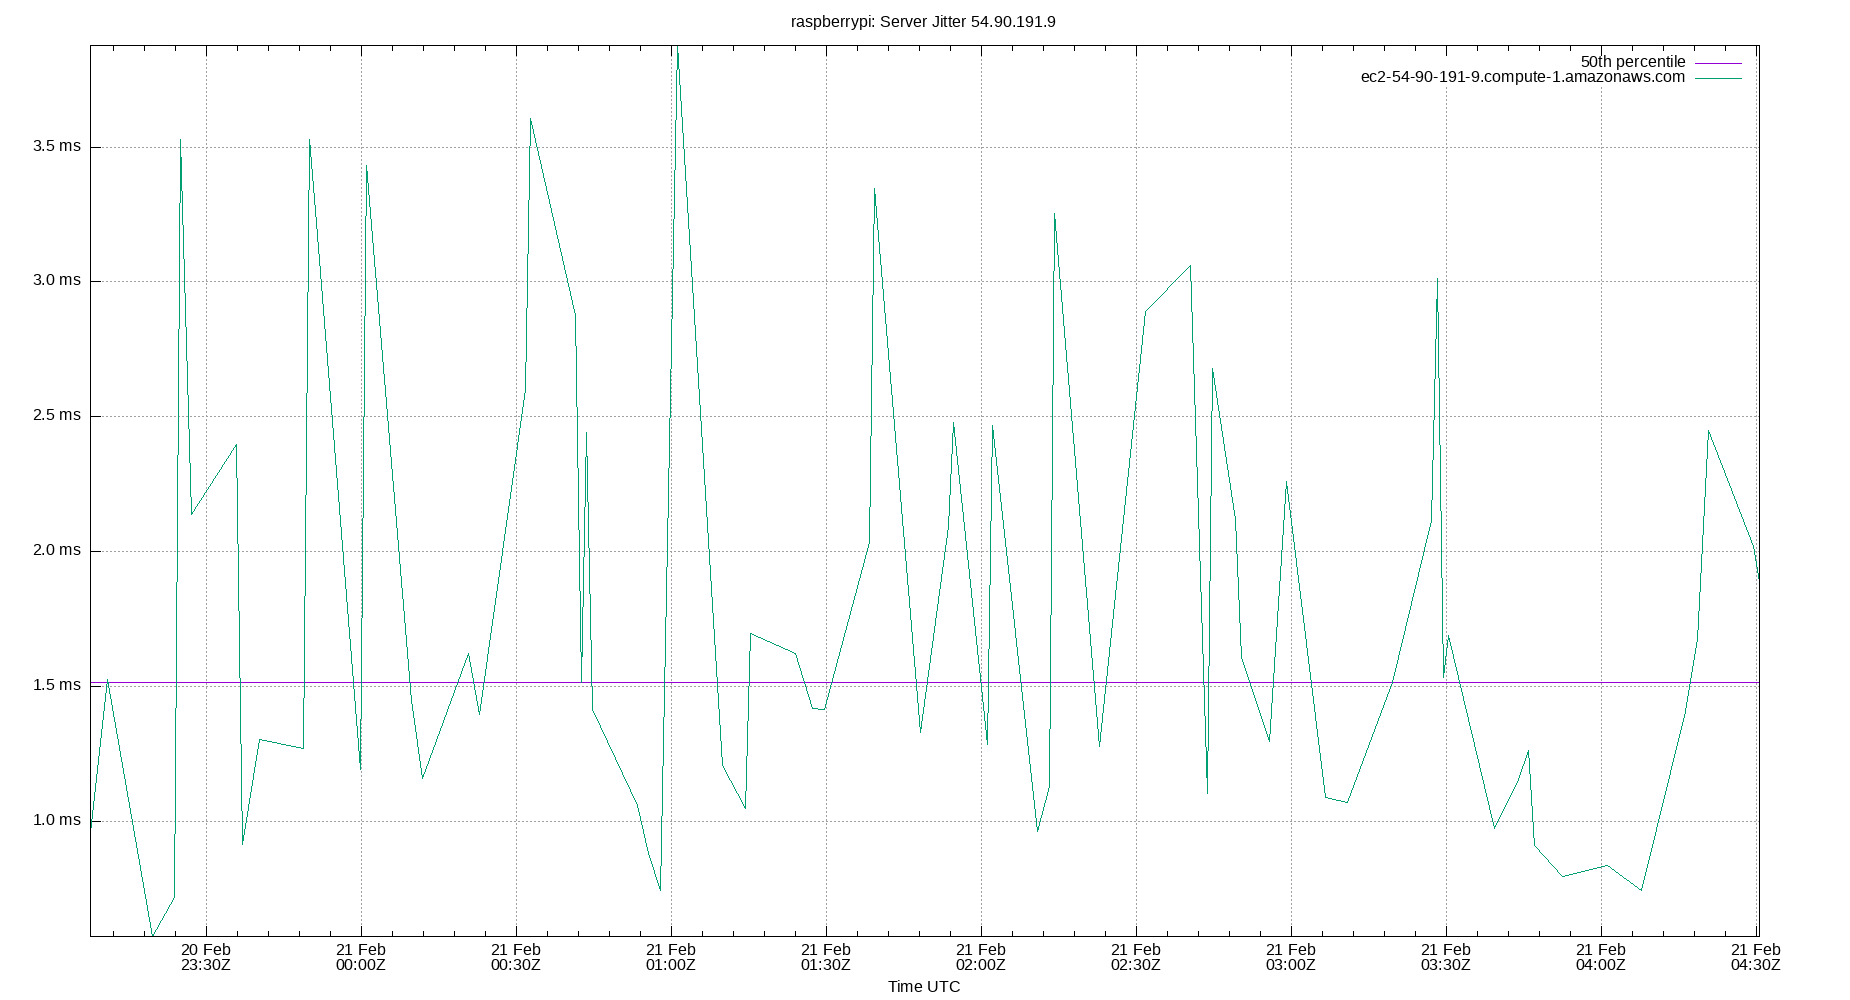 raspberrypi: Server Jitter 54.90.191.9
50th percentile
ec2-54-90-191-9.compute-1.amazonaws.com
3.5 ms
3.0 ms
2.5 ms
2.0 ms
1.5 ms
1.0 ms
20 Feb 21 Feb 21 Feb 21 Feb 21 Feb 21 Feb 21 Feb 21 Feb 21 Feb 21 Feb 21 Feb
23:30Z 00:00Z 00:30Z 01:00Z 01:30Z 02:00Z 02:30Z 03:00Z 03:30Z 04:00Z 04:30Z
Time UTC